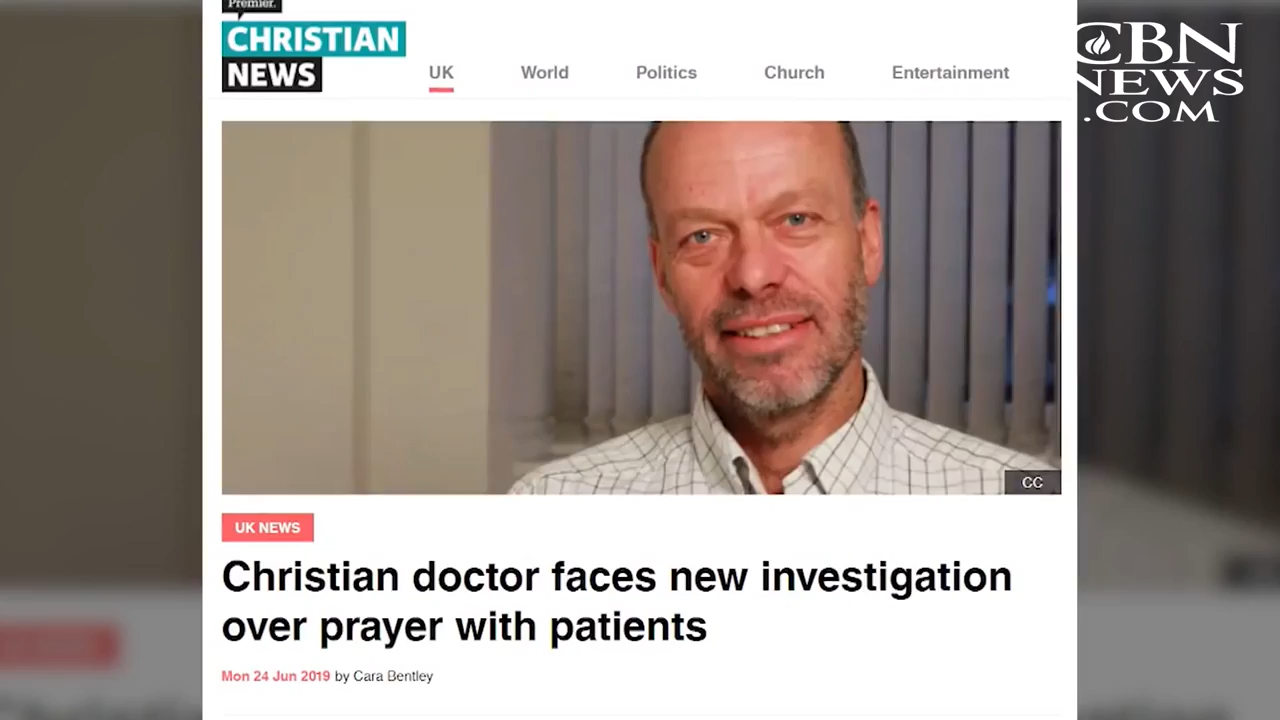 Premier.
CHRISTIAN
NEWS
UK
World
Politics
Church
Entertainment
CBN
NEWS
.COM
CC
UK NEWS
Christian doctor faces new investigation
over prayer with patients
Mon 24 Jun 2019 by Cara Bentley